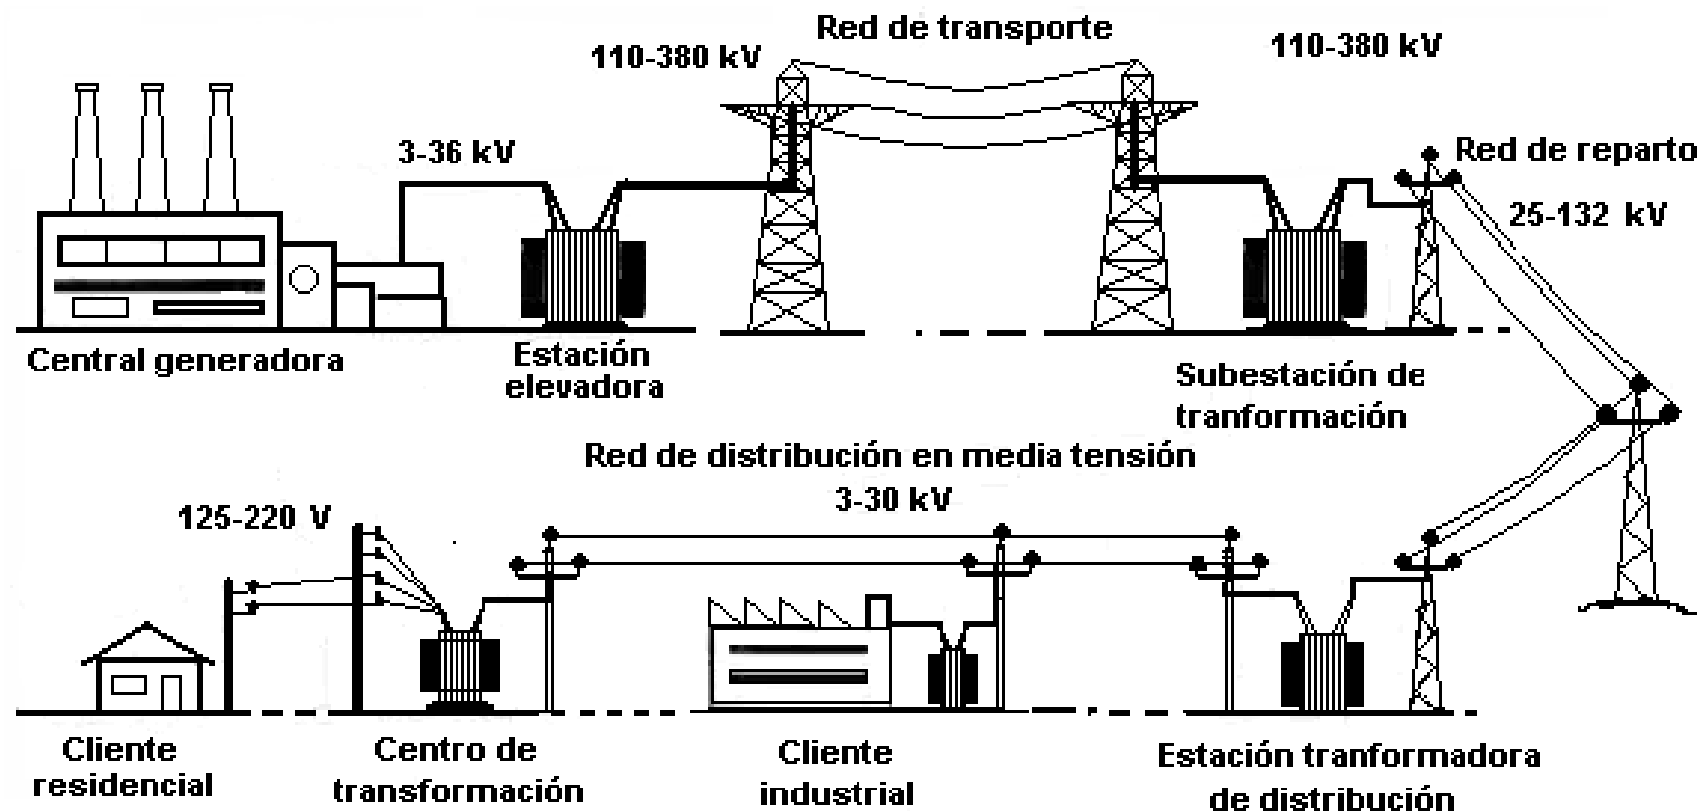 Red de transporte
110-380 kV
110-380 kV
3-36 kV
Red de reparto
25-132 kV
Central generadora
Estación
elevadora
Subestación de
tranformación
Red de distribución en media tensión
3-30 kV
125-220 V
Cliente
residencial
Centro de
transformación
Cliente
industrial
Estación tranformadora
de distribución